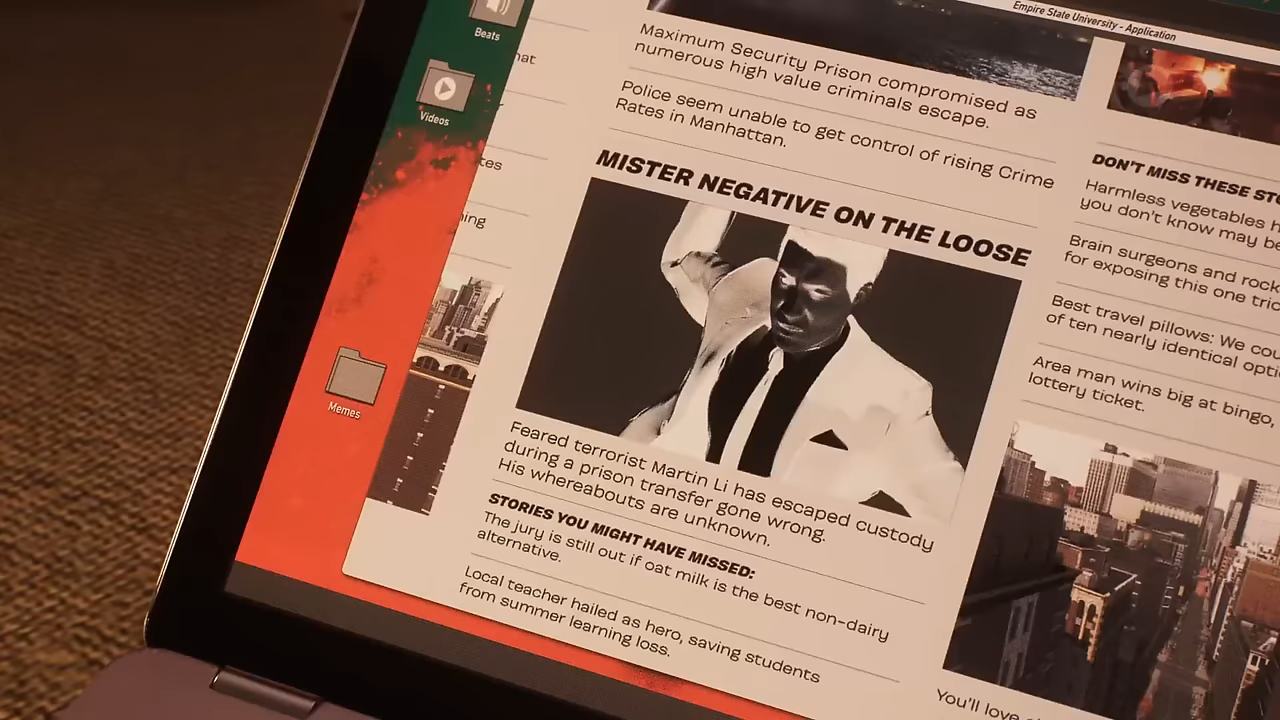 Empire State University - Application
Beats
Videos
Memes
hat
tes
ning
Maximum Security Prison compromised as
numerous high value criminals escape.
Police seem unable to get control of rising Crime
Rates in Manhattan.
MISTER NEGATIVE ON THE LOOSE
Feared terrorist Martin Li has escaped custody
during a prison transfer gone wrong.
His whereabouts are unknown.
STORIES YOU MIGHT HAVE MISSED:
The jury is still out if oat milk is the best non-dairy
alternative.
Local teacher hailed as hero, saving students
from summer learning loss.
DON'T MISS THESE STO
Harmless vegetables h
you don't know may be
Brain surgeons and rock
for exposing this one tric
Best travel pillows: We cou
of ten nearly identical opti
Area man wins big at bingo,
lottery ticket.
You'll love